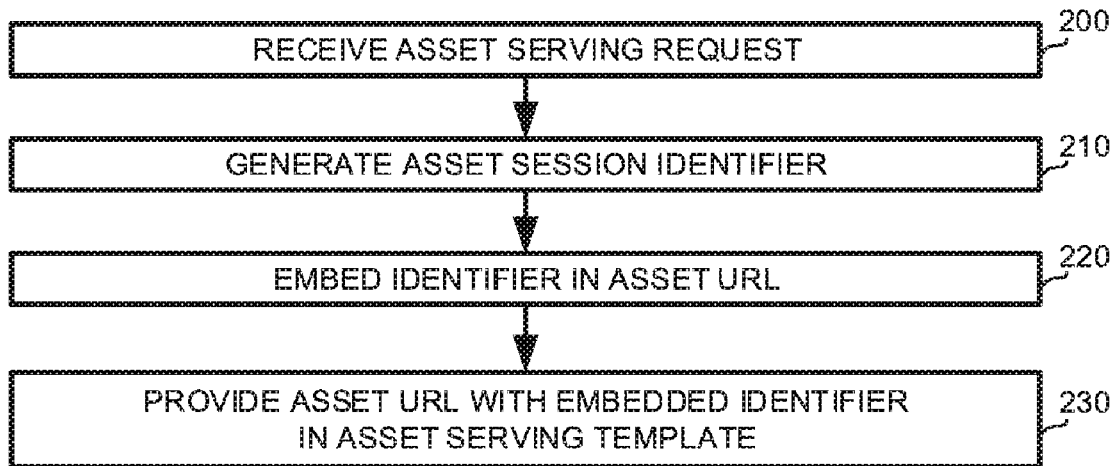 RECEIVE ASSET SERVING REQUEST
200
GENERATE ASSET SESSION IDENTIFIER
210
EMBED IDENTIFIER IN ASSET URL
220
PROVIDE ASSET URL WITH EMBEDDED IDENTIFIER
IN ASSET SERVING TEMPLATE
230